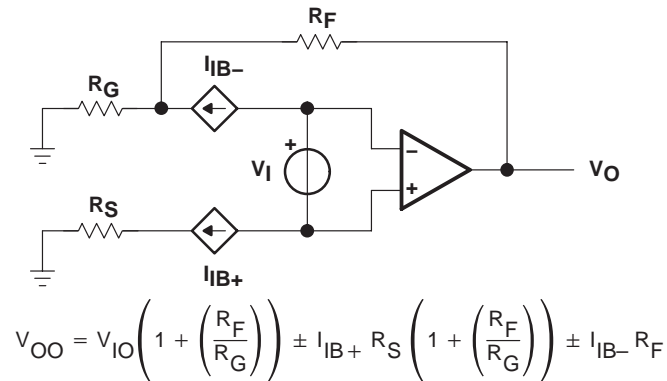 RF
IIB–
RG
+
VI
–
+
VO
RS
IIB+
VOO = VIO(1 + (RF/RG)) ± IIB+ RS (1 + (RF/RG)) ± IIB– RF